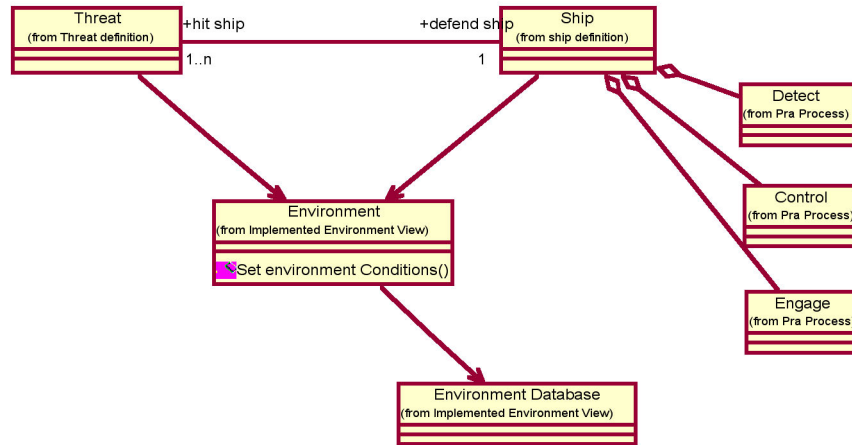 Threat
(from Threat definition)
+hit ship
+defend ship
1..n
1
Ship
(from ship definition)
Detect
(from Pra Process)
Control
(from Pra Process)
Engage
(from Pra Process)
Environment
(from Implemented Environment View)
Set environment Conditions()
Environment Database
(from Implemented Environment View)